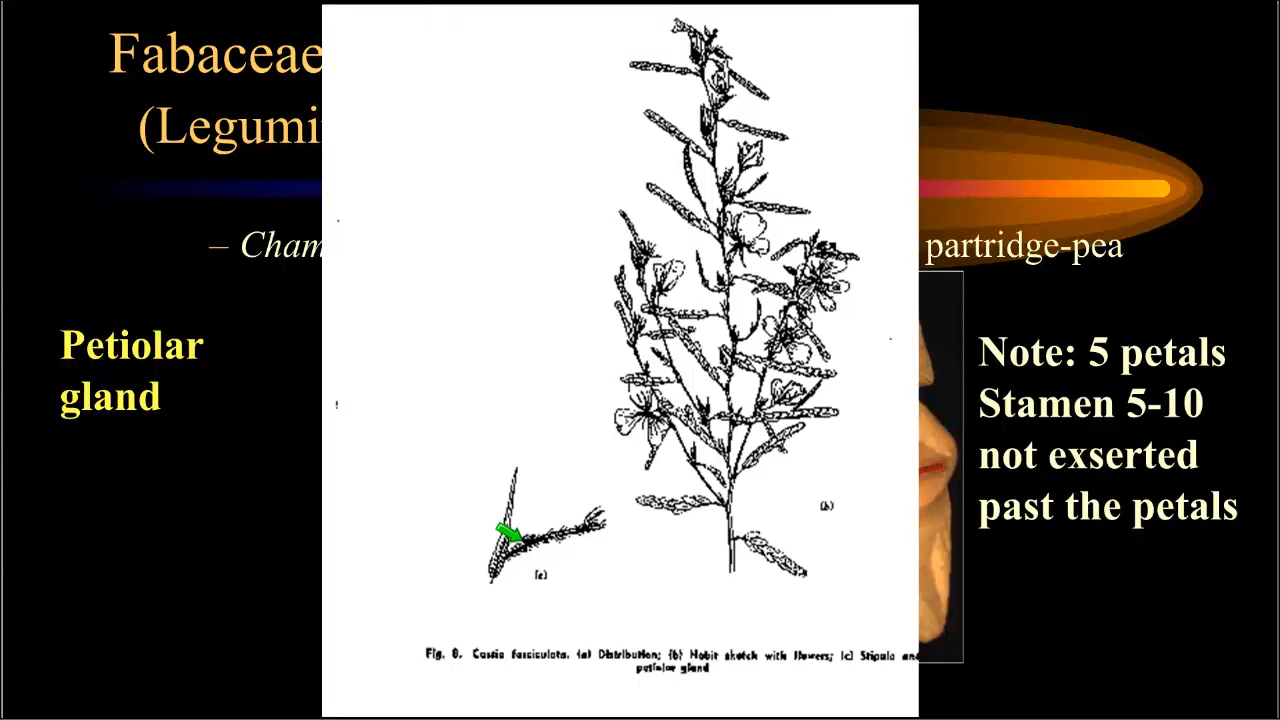 Fabaceae
(Legumi
– Cham
partridge-pea
Petiolar
gland
Note: 5 petals
Stamen 5-10
not exserted
past the petals
(b)
(c)
Fig. 8. Cassia fasciculata. (a) Distribution; (b) Habit sketch with flowers; (c) Stipule and
petiolar gland